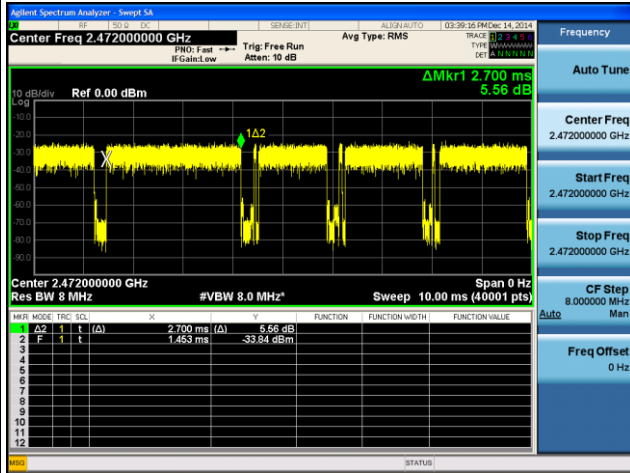 Agilent Spectrum Analyzer - Swept SA
RF 50 Ω DC SENSE:INT ALIGN AUTO 03:39:16 PM Dec 14, 2014
Center Freq 2.472000000 GHz
PNO: Fast
IFGain:Low
Trig: Free Run
Atten: 10 dB
Avg Type: RMS
TRACE 1 2 3 4 5 6
TYPE
DET A N N N N N
ΔMkr1 2.700 ms
5.56 dB
10 dB/div Ref 0.00 dBm
Log
-10.0
-20.0
-30.0
-40.0
-50.0
-60.0
-70.0
-80.0
-90.0
1Δ2
X
Center 2.472000000 GHz Span 0 Hz
Res BW 8 MHz #VBW 8.0 MHz* Sweep 10.00 ms (40001 pts)
MKR MODE TRC SCL X Y FUNCTION FUNCTION WIDTH FUNCTION VALUE
1 Δ2 1 t (Δ) 2.700 ms (Δ) 5.56 dB
2 F 1 t 1.453 ms -33.84 dBm
3
4
5
6
7
8
9
10
11
12
MSG STATUS
Frequency
Auto Tune
Center Freq
2.472000000 GHz
Start Freq
2.472000000 GHz
Stop Freq
2.472000000 GHz
CF Step
8.000000 MHz
Auto Man
Freq Offset
0 Hz